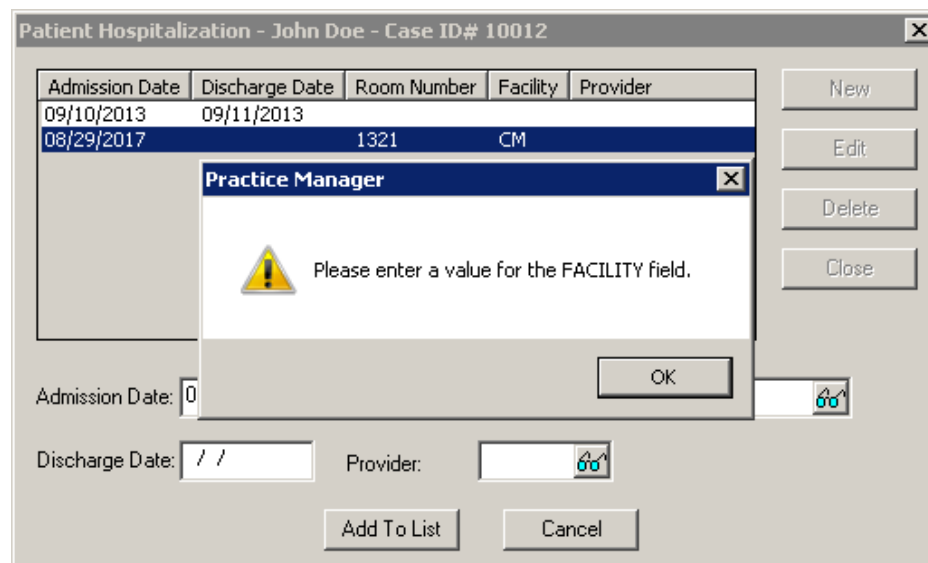 Patient Hospitalization - John Doe - Case ID# 10012
Admission Date Discharge Date Room Number Facility Provider
09/10/2013 09/11/2013
08/29/2017 1321 CM
New
Edit
Delete
Close
Practice Manager
Please enter a value for the FACILITY field.
OK
Admission Date: 0
Discharge Date: / / Provider:
Add To List Cancel